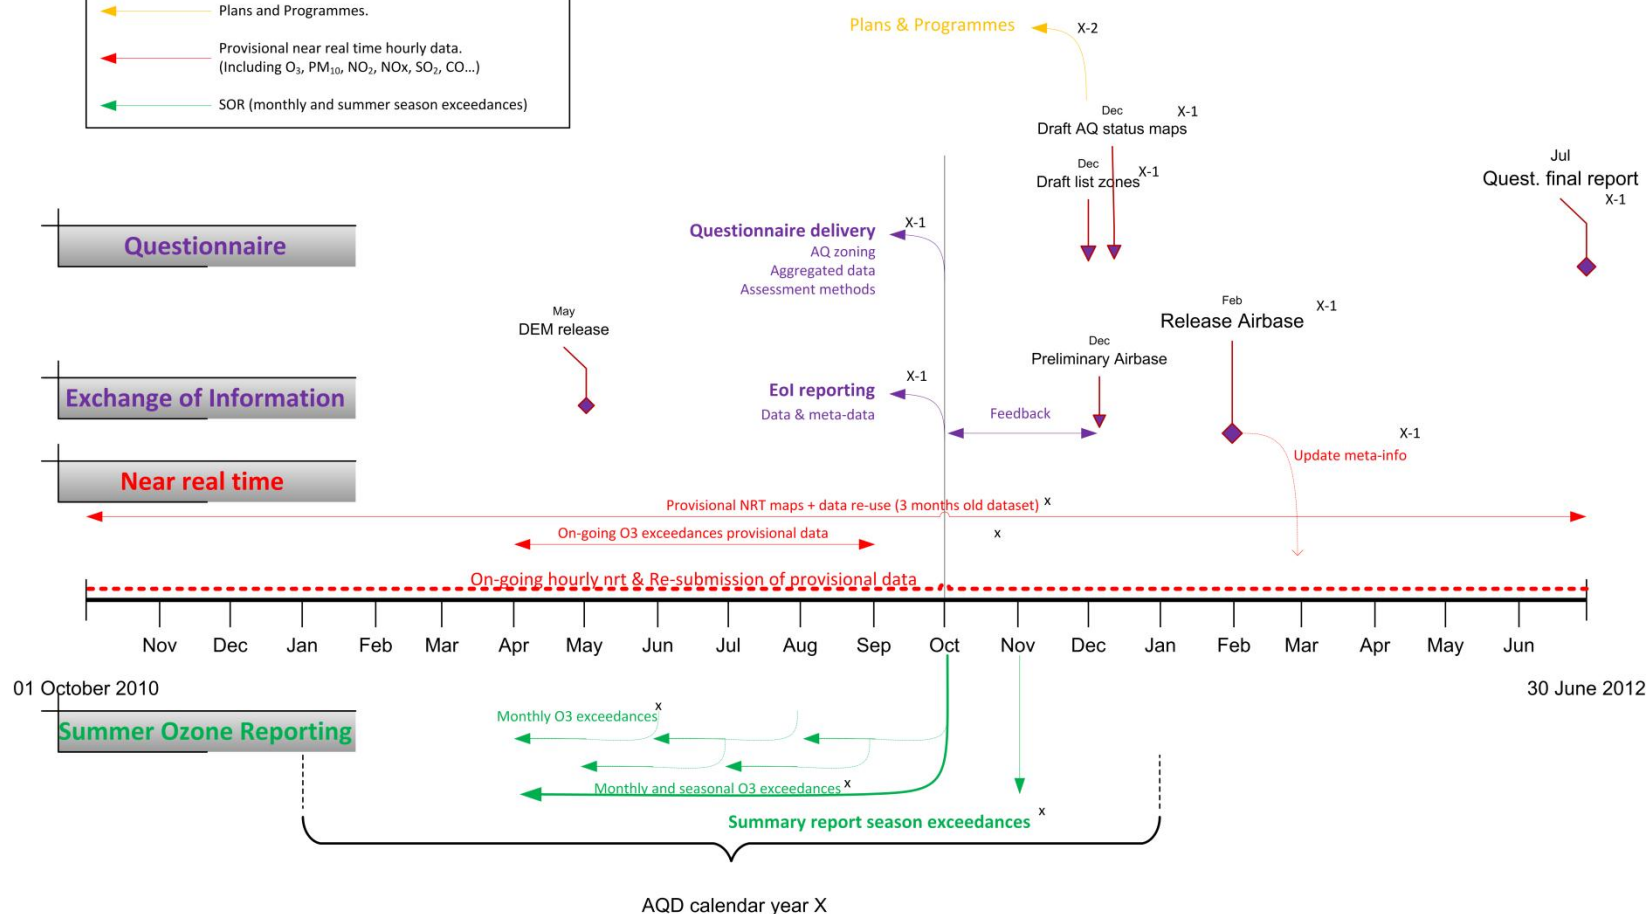 Plans and Programmes.
Provisional near real time hourly data.
(Including O₃, PM₁₀, NO₂, NOx, SO₂, CO…)
SOR (monthly and summer season exceedances)
Plans & Programmes
X-2
Dec
X-1
Draft AQ status maps
Dec
X-1
Draft list zones
Jul
Quest. final report
X-1
Questionnaire
Questionnaire delivery
X-1
AQ zoning
Aggregated data
Assessment methods
May
DEM release
Feb
X-1
Release Airbase
Dec
Preliminary Airbase
Exchange of Information
EoI reporting
X-1
Data & meta-data
Feedback
X-1
Update meta-info
Near real time
Provisional NRT maps + data re-use (3 months old dataset) x
On-going O3 exceedances provisional data
x
On-going hourly nrt & Re-submission of provisional data
Nov Dec Jan Feb Mar Apr May Jun Jul Aug Sep Oct Nov Dec Jan Feb Mar Apr May Jun
01 October 2010
30 June 2012
Summer Ozone Reporting
Monthly O3 exceedances x
Monthly and seasonal O3 exceedances x
Summary report season exceedances x
AQD calendar year X